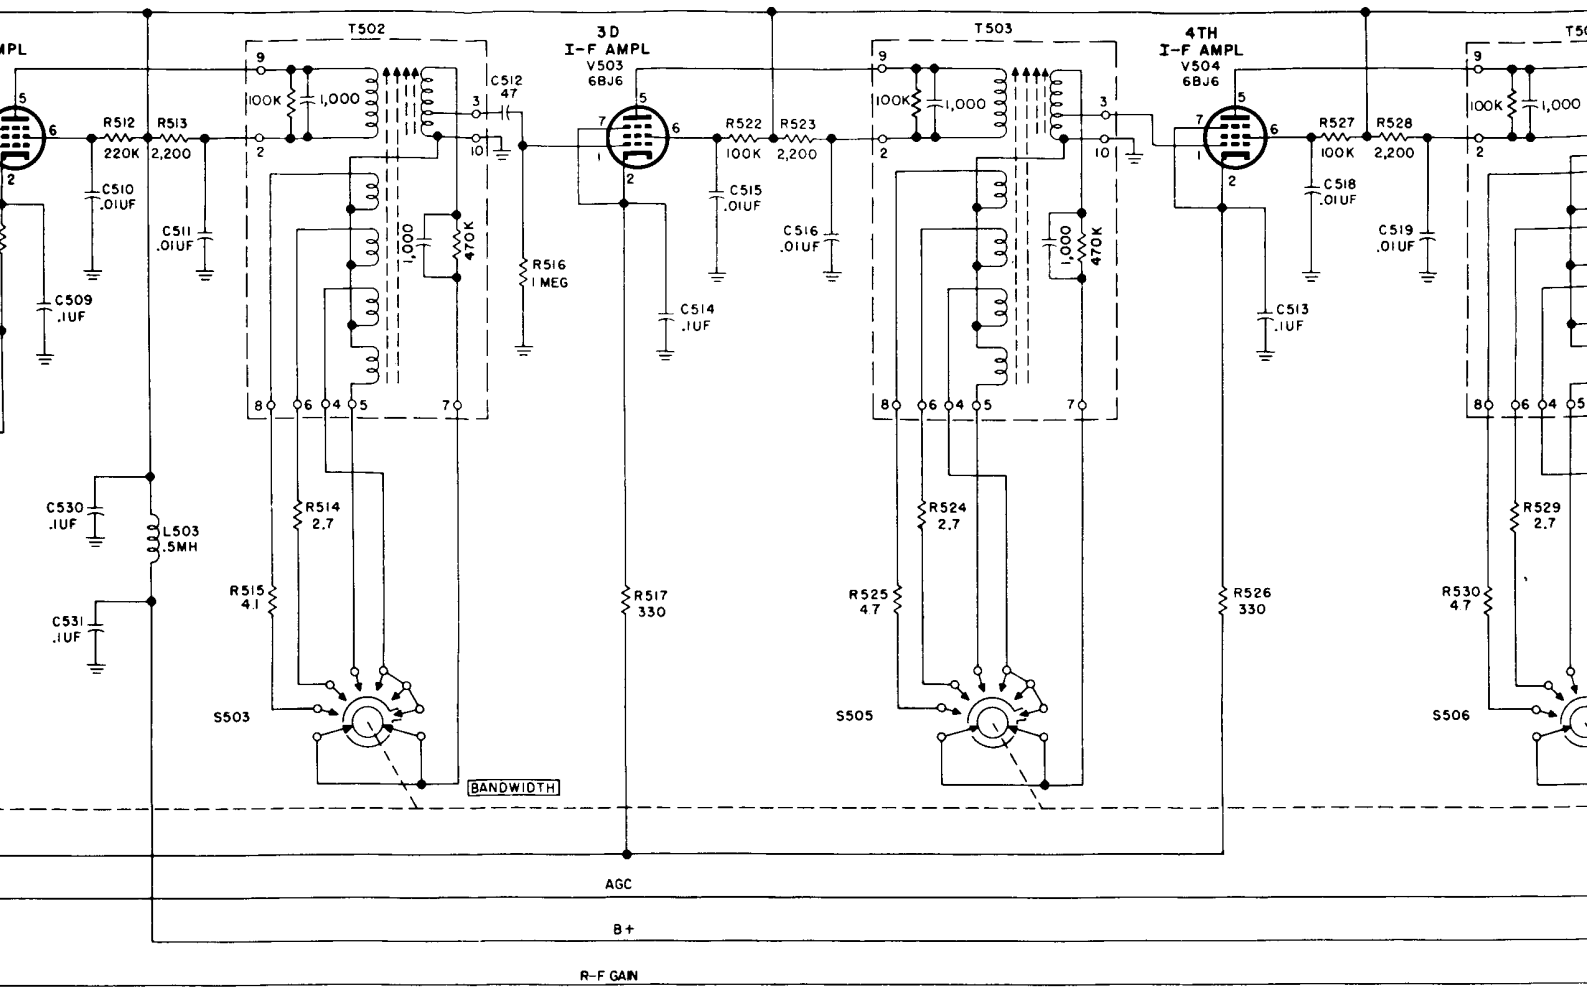 MPL
T502
3D
I-F AMPL
V503
6BJ6
T503
4TH
I-F AMPL
V504
6BJ6
T50
9
100K
1,000
2
3
10
C512
47
5
6
2
R512
220K
R513
2,200
C510
.01UF
C511
.01UF
C509
.1UF
1,000
470K
R516
1 MEG
5
7
6
1
2
R522
100K
R523
2,200
C515
.01UF
C516
.01UF
C514
.1UF
9
100K
1,000
2
3
10
1,000
470K
5
7
6
1
2
R527
100K
R528
2,200
C518
.01UF
C519
.01UF
C513
.1UF
9
100K
1,000
2
8
6
4
5
7
8
6
4
5
7
8
6
4
5
C530
.1UF
L503
.5MH
C531
.1UF
R514
2.7
R515
4.1
R517
330
R524
2.7
R525
4.7
R526
330
R529
2.7
R530
4.7
S503
S505
S506
BANDWIDTH
AGC
B+
R-F GAIN